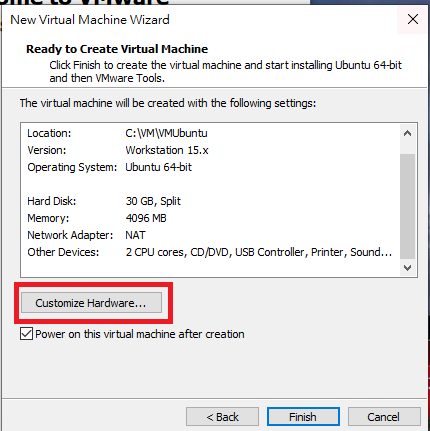 ome to VMware
New Virtual Machine Wizard
Ready to Create Virtual Machine
Click Finish to create the virtual machine and start installing Ubuntu 64-bit
and then VMware Tools.
The virtual machine will be created with the following settings:
Location: C:\VM\VMUbuntu
Version: Workstation 15.x
Operating System: Ubuntu 64-bit
Hard Disk: 30 GB, Split
Memory: 4096 MB
Network Adapter: NAT
Other Devices: 2 CPU cores, CD/DVD, USB Controller, Printer, Sound...
Customize Hardware...
Power on this virtual machine after creation
< Back Finish Cancel